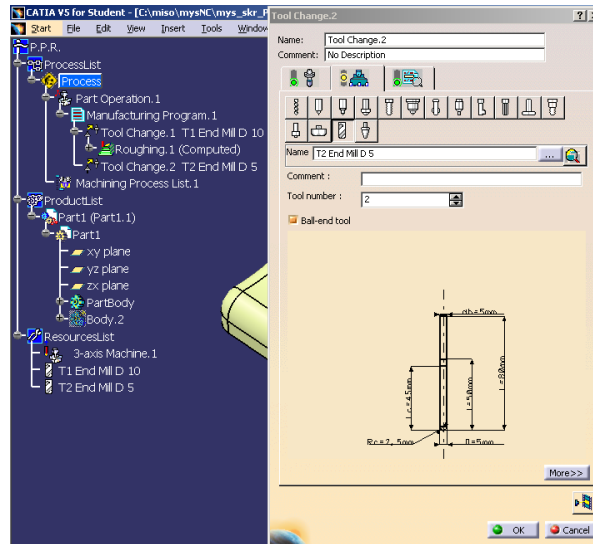 CATIA V5 for Student - [C:\miso\mysNC\mys_skr_P
Start File Edit View Insert Tools Window
P.P.R.
ProcessList
Process
Part Operation.1
Manufacturing Program.1
Tool Change.1 T1 End Mill D 10
Roughing.1 (Computed)
Tool Change.2 T2 End Mill D 5
Machining Process List.1
ProductList
Part1 (Part1.1)
Part1
xy plane
yz plane
zx plane
PartBody
Body.2
ResourcesList
3-axis Machine.1
T1 End Mill D 10
T2 End Mill D 5
Tool Change.2
Name: Tool Change.2
Comment: No Description
Name T2 End Mill D 5 ...
Comment :
Tool number : 2
Ball-end tool
db=5mm
L=80mm
l=50mm
Lc=45mm
Rc=2,5mm
D=5mm
More>>
OK Cancel